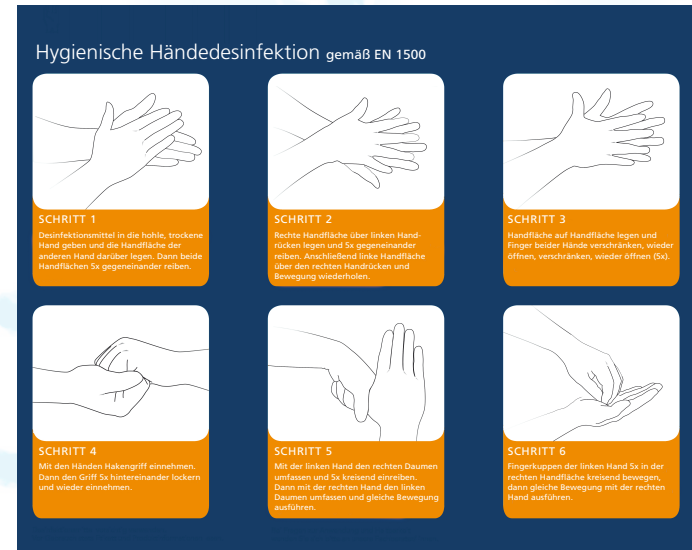 Hygienische Händedesinfektion gemäß EN 1500
SCHRITT 1
Desinfektionsmittel in die hohle, trockene
Hand geben und die Handfläche der
anderen Hand darüber legen. Dann beide
Handflächen 5x gegeneinander reiben.
SCHRITT 2
Rechte Handfläche über linken Hand-
rücken legen und 5x gegeneinander
reiben. Anschließend linke Handfläche
über den rechten Handrücken und
Bewegung wiederholen.
SCHRITT 3
Handfläche auf Handfläche legen und
Finger beider Hände verschränken, wieder
öffnen, verschränken, wieder öffnen (5x).
SCHRITT 4
Mit den Händen Hakengriff einnehmen.
Dann den Griff 5x hintereinander lockern
und wieder einnehmen.
SCHRITT 5
Mit der linken Hand den rechten Daumen
umfassen und 5x kreisend einreiben.
Dann mit der rechten Hand den linken
Daumen umfassen und gleiche Bewegung
ausführen.
SCHRITT 6
Fingerkuppen der linken Hand 5x in der
rechten Handfläche kreisend bewegen,
dann gleiche Bewegung mit der rechten
Hand ausführen.